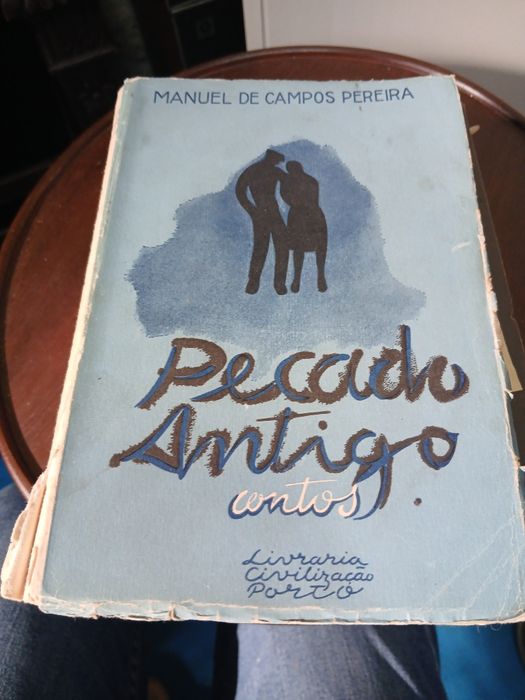 MANUEL DE CAMPOS PEREIRA
Pecado
Antigo
contos
Livraria
Civilização
Porto